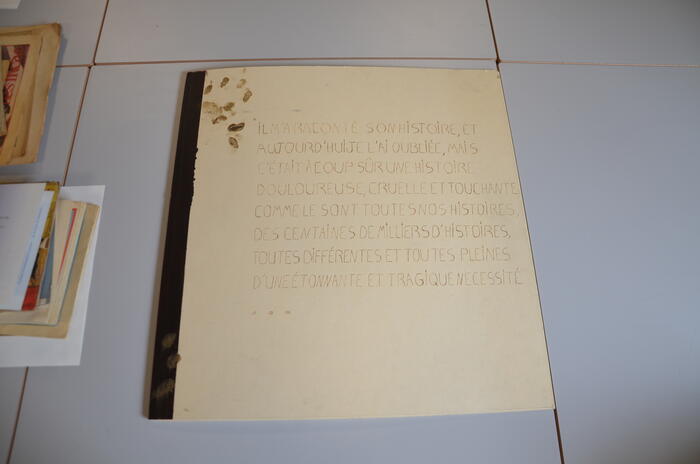 IL M'A RACONTÉ SON HISTOIRE, ET
AUJOURD'HUI JE L'AI OUBLIÉE, MAIS
C'ÉTAIT À COUP SÛR UNE HISTOIRE
DOULOUREUSE, CRUELLE ET TOUCHANTE
COMME LE SONT TOUTES NOS HISTOIRES,
DES CENTAINES DE MILLIERS D'HISTOIRES,
TOUTES DIFFÉRENTES ET TOUTES PLEINES
D'UNE ÉTONNANTE ET TRAGIQUE NÉCESSITÉ
. . .